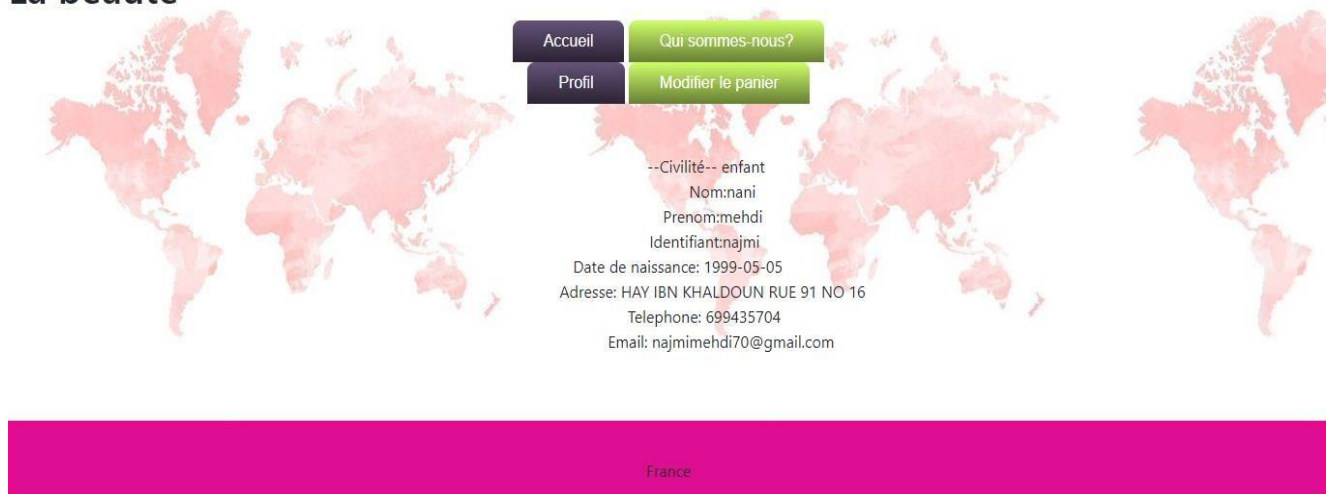 La beauté
Accueil Qui sommes-nous?
Profil Modifier le panier
--Civilité-- enfant
Nom:nani
Prenom:mehdi
Identifiant:najmi
Date de naissance: 1999-05-05
Adresse: HAY IBN KHALDOUN RUE 91 NO 16
Telephone: 699435704
Email: najmimehdi70@gmail.com
France